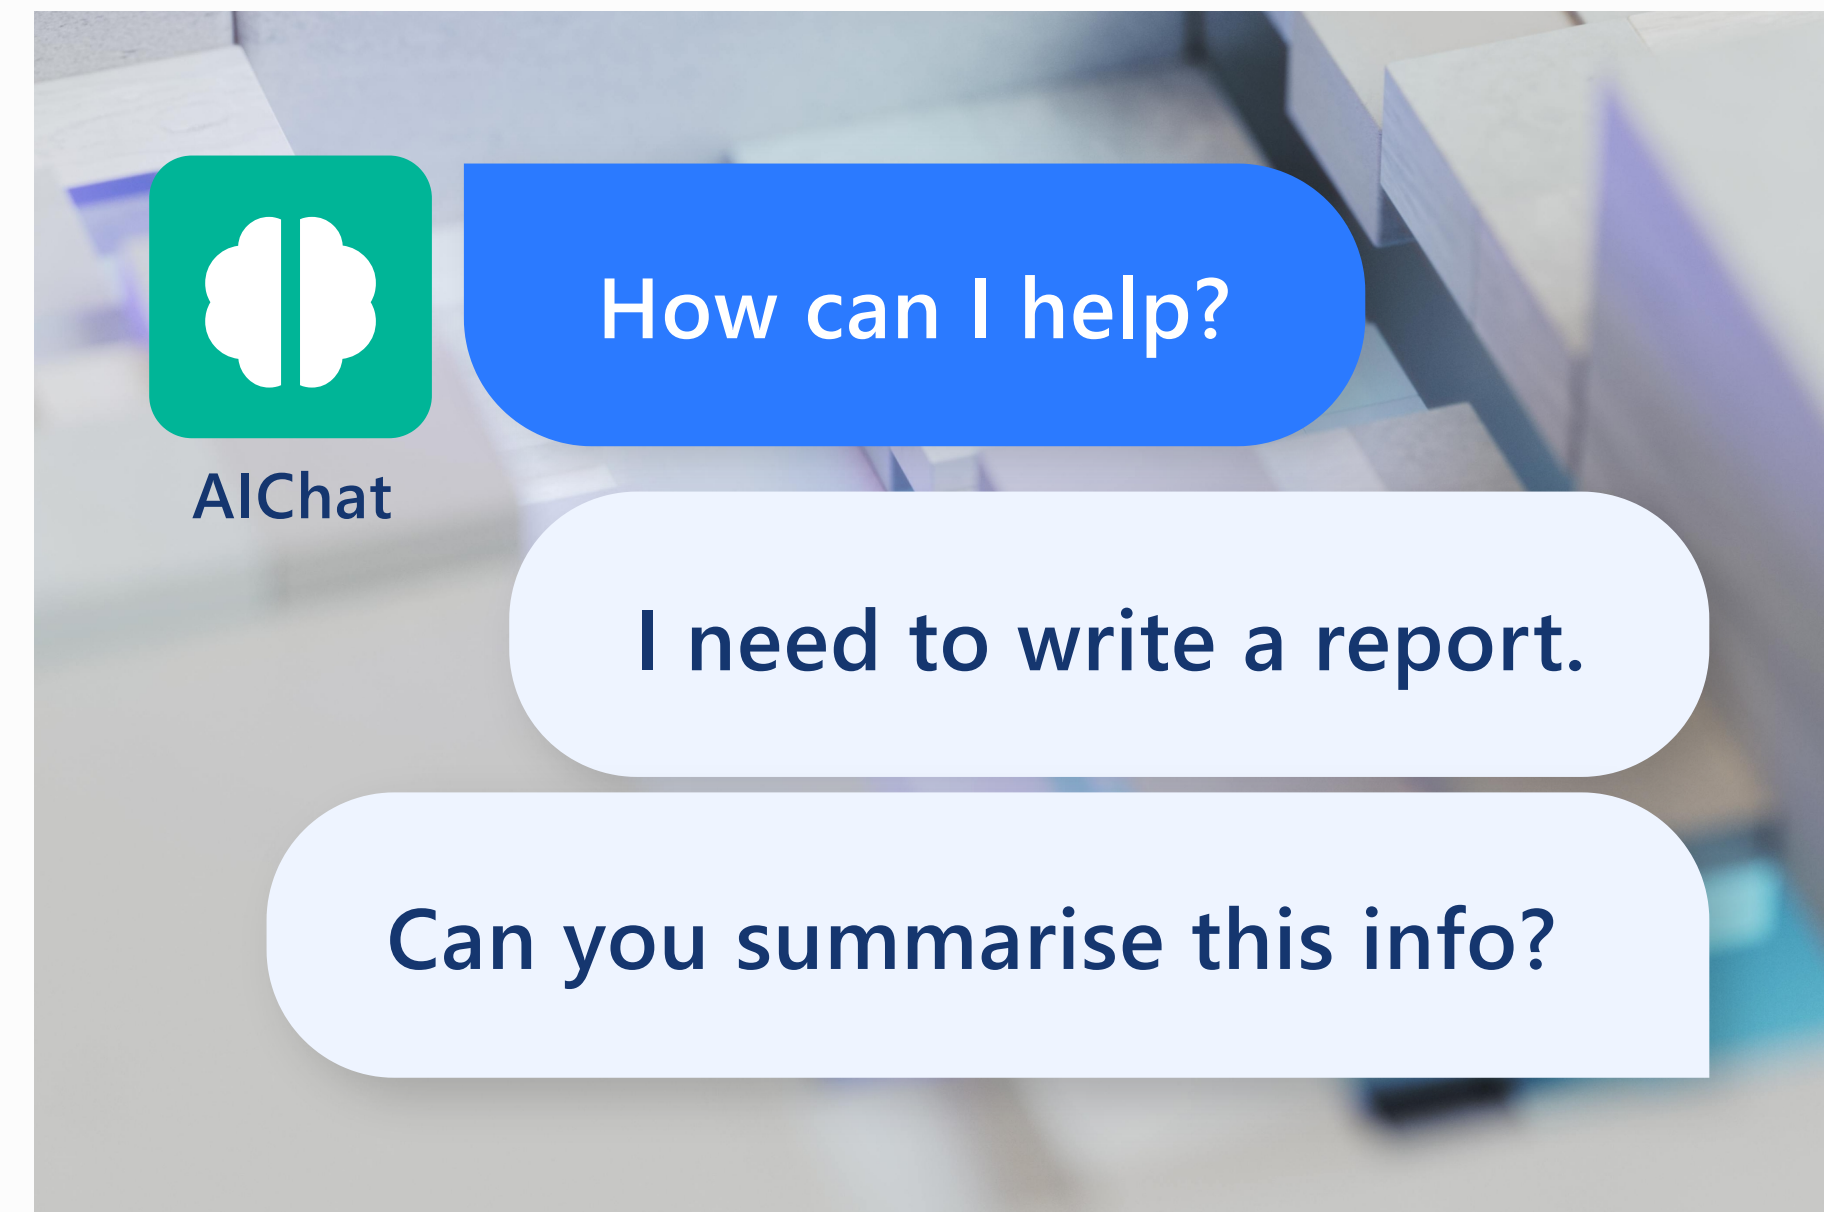 How can I help?
AIChat
I need to write a report.
Can you summarise this info?